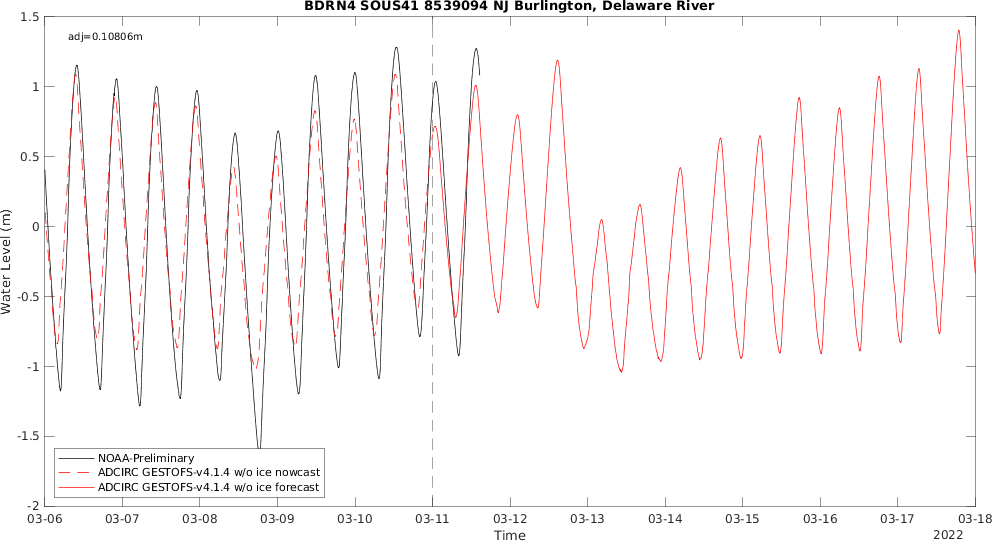 BDRN4 SOUS41 8539094 NJ Burlington, Delaware River
1.5
adj=0.10806m
1
0.5
0
Water Level (m)
-0.5
-1
-1.5
-2
NOAA-Preliminary
ADCIRC GESTOFS-v4.1.4 w/o ice nowcast
ADCIRC GESTOFS-v4.1.4 w/o ice forecast
03-06 03-07 03-08 03-09 03-10 03-11 03-12 03-13 03-14 03-15 03-16 03-17 03-18
Time
2022